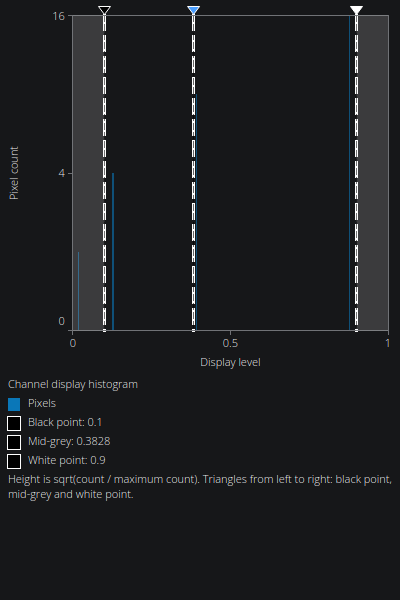 16
4
0
Pixel count
0
0.5
1
Display level
Channel display histogram
Pixels
Black point: 0.1
Mid-grey: 0.3828
White point: 0.9
Height is sqrt(count / maximum count). Triangles from left to right: black point,
mid-grey and white point.